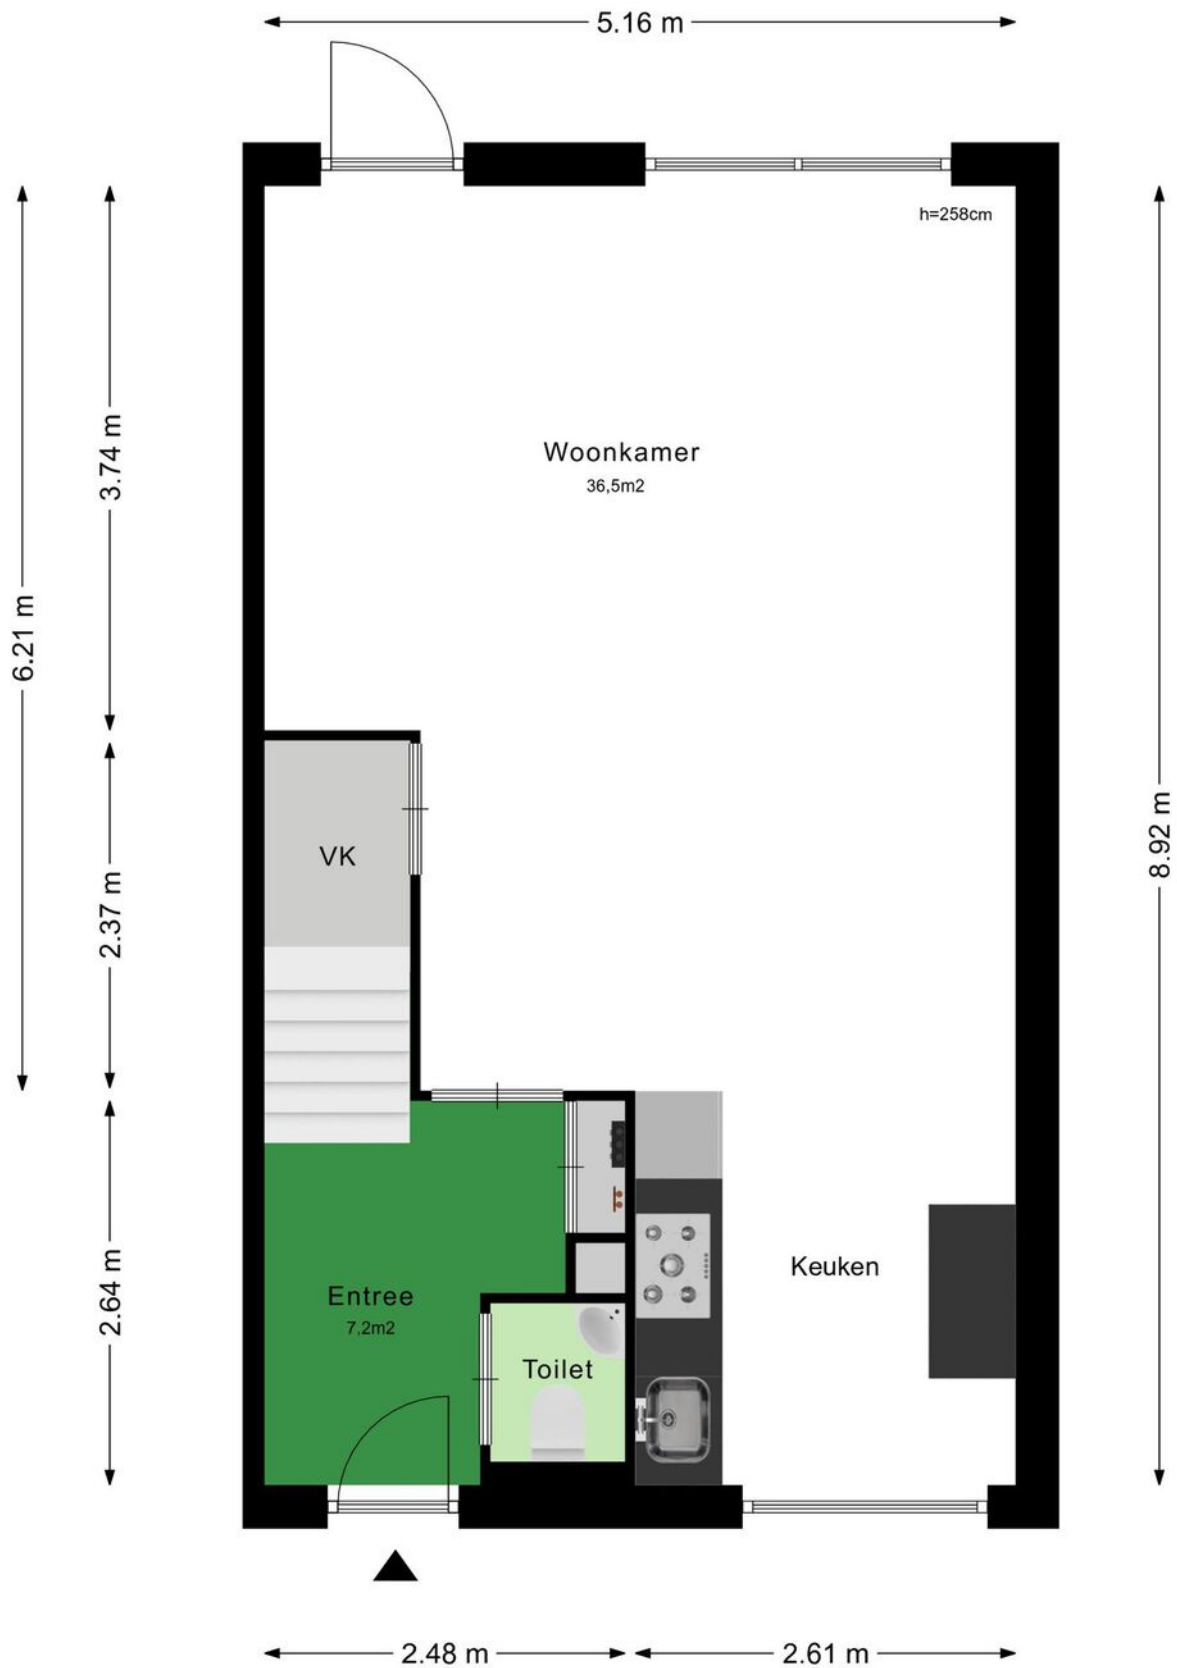 5.16 m
h=258cm
Woonkamer
36,5m2
3.74 m
6.21 m
8.92 m
VK
2.37 m
Keuken
2.64 m
Entree
7,2m2
Toilet
2.48 m
2.61 m